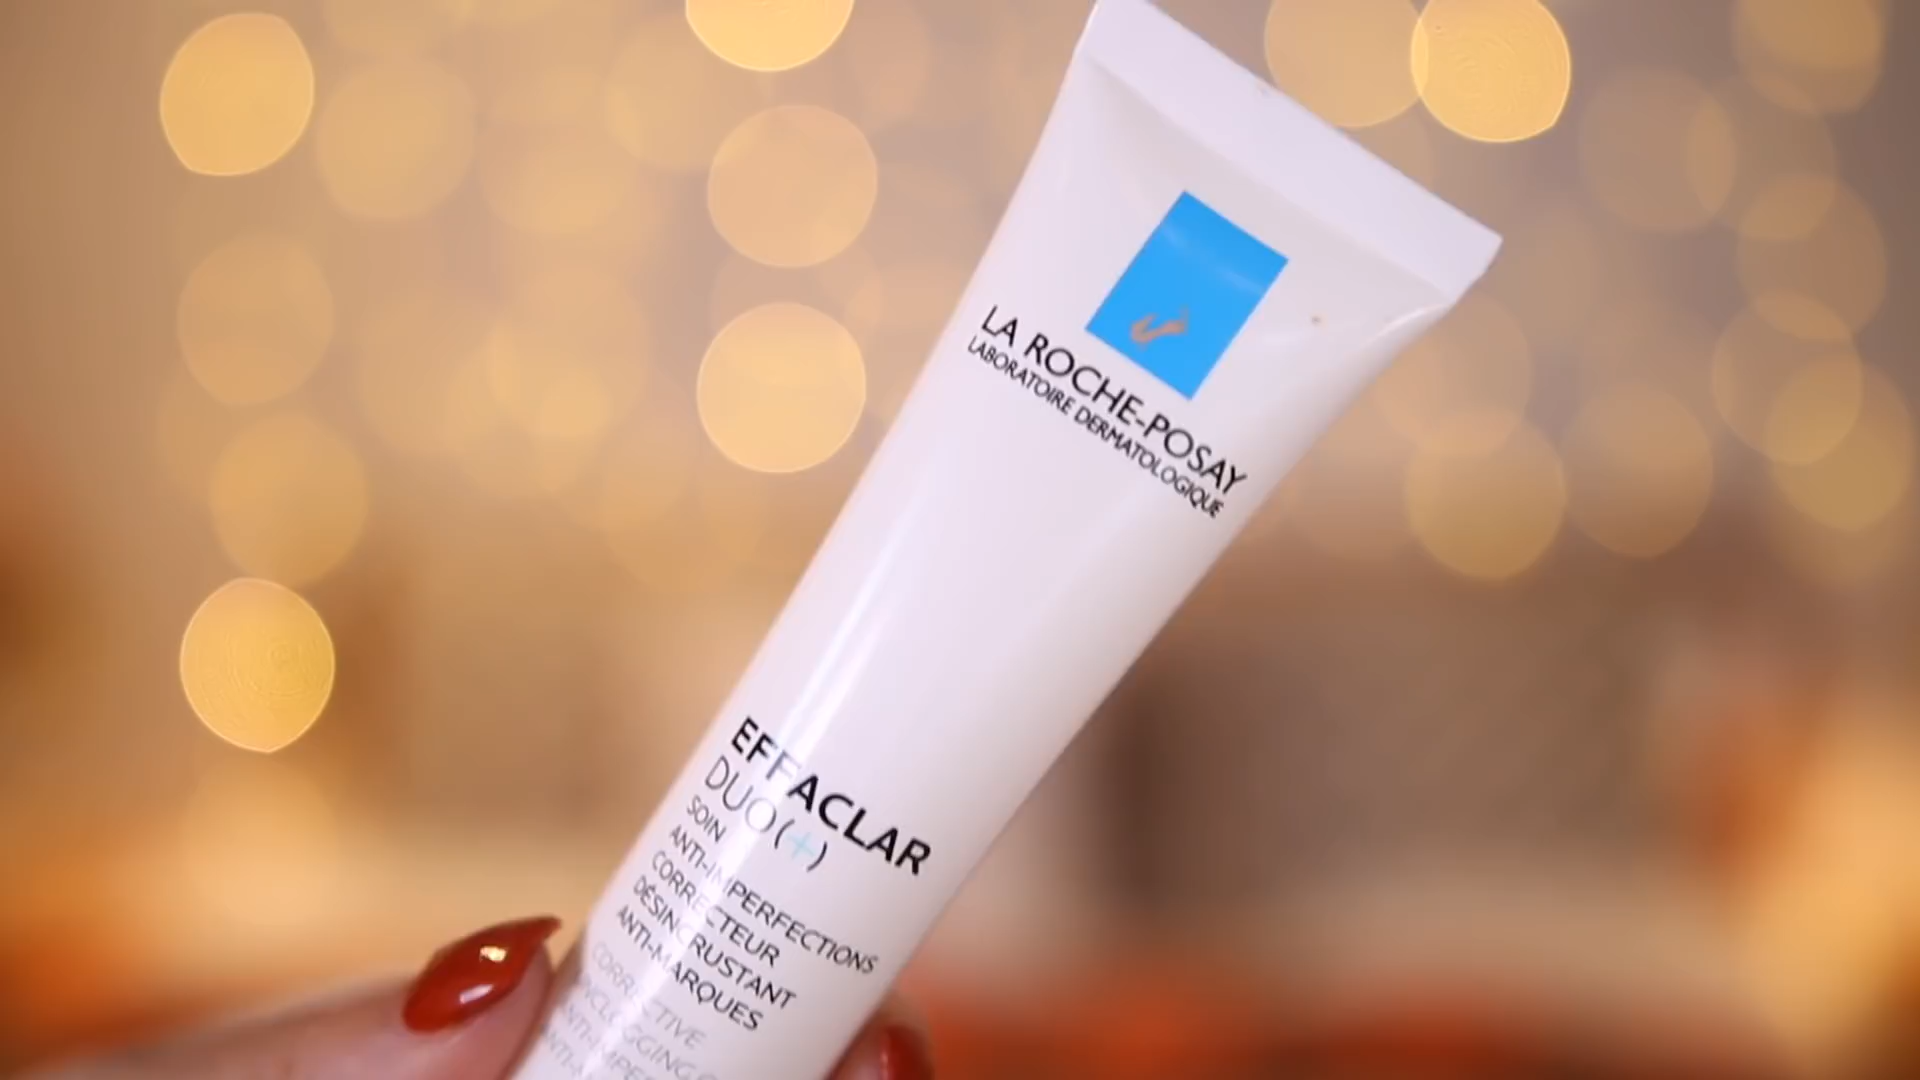 LA ROCHE-POSAY
LABORATOIRE DERMATOLOGIQUE
EFFACLAR
DUO(+)
SOIN
ANTI-IMPERFECTIONS
CORRECTEUR
DÉSINCRUSTANT
ANTI-MARQUES
CORRECTIVE